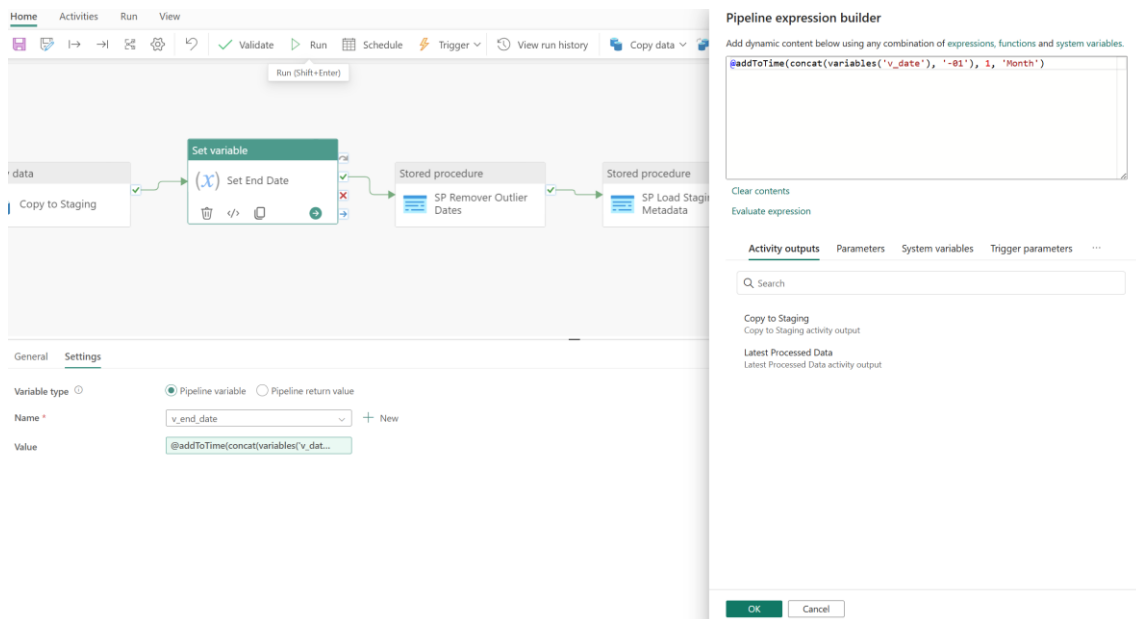 Home Activities Run View
Validate Run Schedule Trigger View run history Copy data
Run (Shift+Enter)
data
Copy to Staging
Set variable
(x) Set End Date
Stored procedure
SP Remover Outlier
Dates
Stored procedure
SP Load Stagi
Metadata
General Settings
Variable type Pipeline variable Pipeline return value
Name * v_end_date New
Value @addToTime(concat(variables('v_dat...
Pipeline expression builder
Add dynamic content below using any combination of expressions, functions and system variables.
@addToTime(concat(variables('v_date'), '-01'), 1, 'Month')
Clear contents
Evaluate expression
Activity outputs Parameters System variables Trigger parameters ...
Search
Copy to Staging
Copy to Staging activity output
Latest Processed Data
Latest Processed Data activity output
OK Cancel